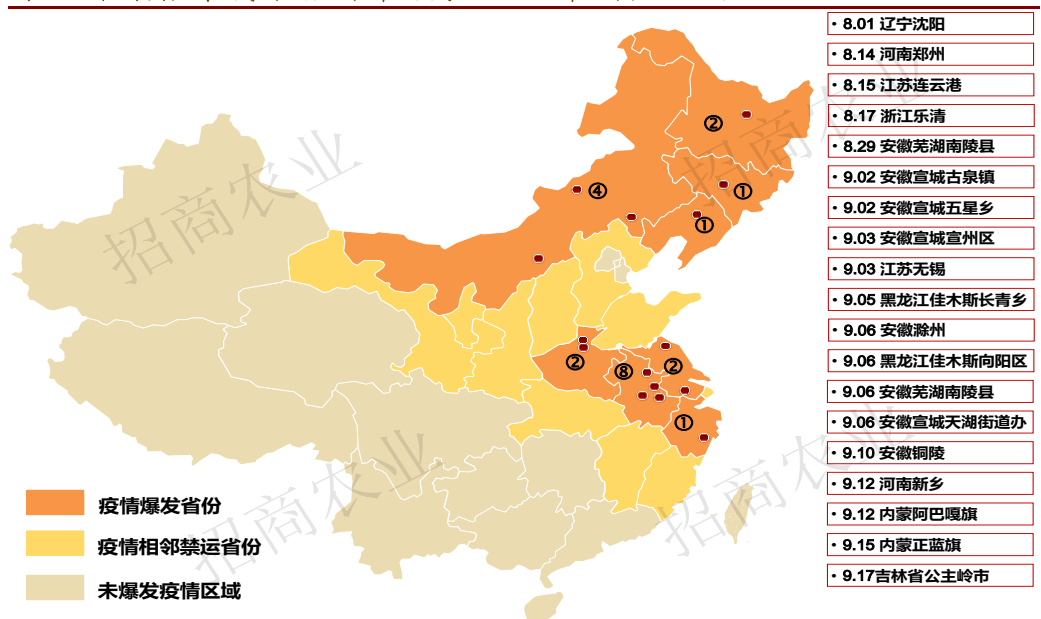 · 8.01 辽宁沈阳
· 8.14 河南郑州
· 8.15 江苏连云港
· 8.17 浙江乐清
· 8.29 安徽芜湖南陵县
· 9.02 安徽宣城古泉镇
· 9.02 安徽宣城五星乡
· 9.03 安徽宣城宣州区
· 9.03 江苏无锡
· 9.05 黑龙江佳木斯长青乡
· 9.06 安徽滁州
· 9.06 黑龙江佳木斯向阳区
· 9.06 安徽芜湖南陵县
· 9.06 安徽宣城天湖街道办
· 9.10 安徽铜陵
· 9.12 河南新乡
· 9.12 内蒙阿巴嘎旗
· 9.15 内蒙正蓝旗
· 9.17吉林省公主岭市
②
④
①
①
②
⑧
②
①
疫情爆发省份
疫情相邻禁运省份
未爆发疫情区域
招商农业
招商农业
招商农业
招商农业